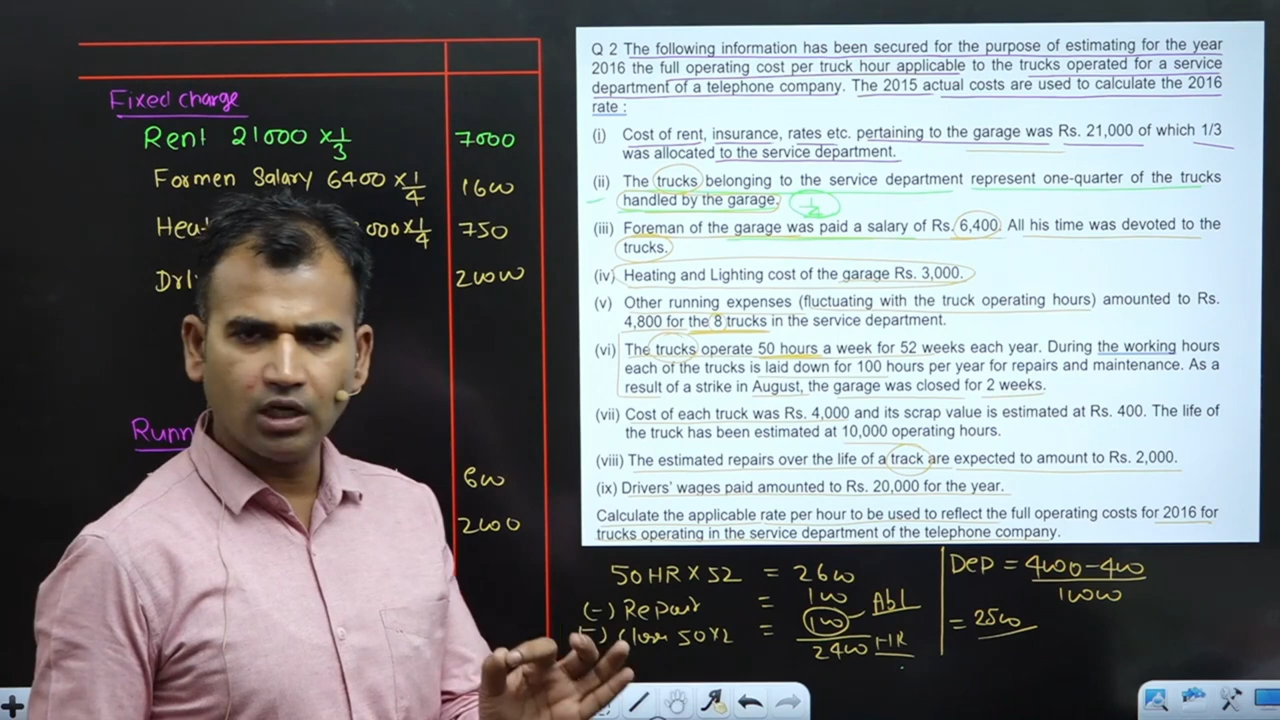 Fixed charge
Rent 21000 × 1/3 7000
Formen Salary 6400 × 1/4 1600
Hea 000 × 1/4 750
Dri 20000
Runn
600
2400
Q 2 The following information has been secured for the purpose of estimating for the year
2016 the full operating cost per truck hour applicable to the trucks operated for a service
department of a telephone company. The 2015 actual costs are used to calculate the 2016
rate :
(i) Cost of rent, insurance, rates etc. pertaining to the garage was Rs. 21,000 of which 1/3
was allocated to the service department.
(ii) The trucks belonging to the service department represent one-quarter of the trucks
handled by the garage. 1/4
(iii) Foreman of the garage was paid a salary of Rs. 6,400. All his time was devoted to the
trucks.
(iv) Heating and Lighting cost of the garage Rs. 3,000.
(v) Other running expenses (fluctuating with the truck operating hours) amounted to Rs.
4,800 for the 8 trucks in the service department.
(vi) The trucks operate 50 hours a week for 52 weeks each year. During the working hours
each of the trucks is laid down for 100 hours per year for repairs and maintenance. As a
result of a strike in August, the garage was closed for 2 weeks.
(vii) Cost of each truck was Rs. 4,000 and its scrap value is estimated at Rs. 400. The life of
the truck has been estimated at 10,000 operating hours.
(viii) The estimated repairs over the life of a track are expected to amount to Rs. 2,000.
(ix) Drivers' wages paid amounted to Rs. 20,000 for the year.
Calculate the applicable rate per hour to be used to reflect the full operating costs for 2016 for
trucks operating in the service department of the telephone company.
50 HR × 52 = 2600
(-) Repair = 100
(-) Close 50×2 = 100 Abl
2400 HR
Dep = 4000 - 400
10000
= 2500